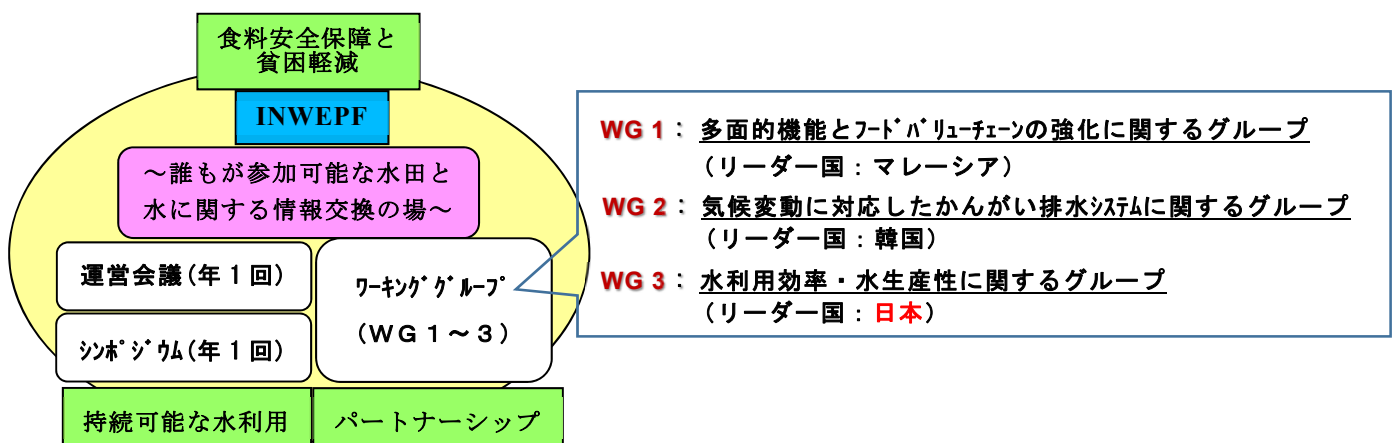 食料安全保障と
貧困軽減
INWEPF
～誰もが参加可能な水田と
水に関する情報交換の場～
運営会議(年1回)
ｼﾝﾎﾟｼﾞｳﾑ(年1回)
ﾜｰｷﾝｸﾞｸﾞﾙｰﾌﾟ
(ＷＧ１～３)
持続可能な水利用
パートナーシップ
WG 1：多面的機能とﾌｰﾄﾞﾊﾞﾘｭｰﾁｪｰﾝの強化に関するグループ
（リーダー国：マレーシア）
WG 2：気候変動に対応したかんがい排水ｼｽﾃﾑに関するグループ
（リーダー国：韓国）
WG 3：水利用効率・水生産性に関するグループ
（リーダー国：日本）